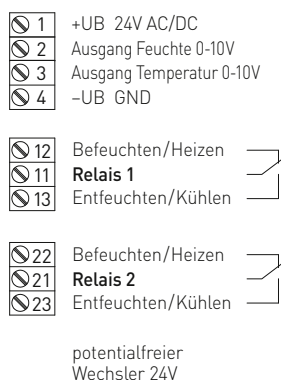 1 +UB 24V AC/DC
2 Ausgang Feuchte 0-10V
3 Ausgang Temperatur 0-10V
4 –UB GND
12 Befeuchten/Heizen
11 Relais 1
13 Entfeuchten/Kühlen
22 Befeuchten/Heizen
21 Relais 2
23 Entfeuchten/Kühlen
potentialfreier
Wechsler 24V